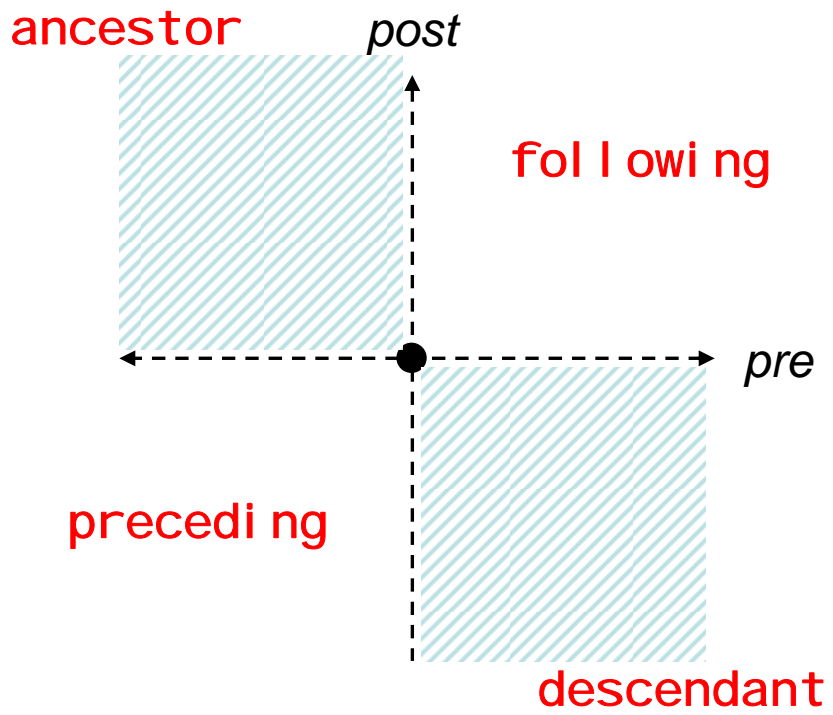 ancestor
post
following
pre
preceding
descendant